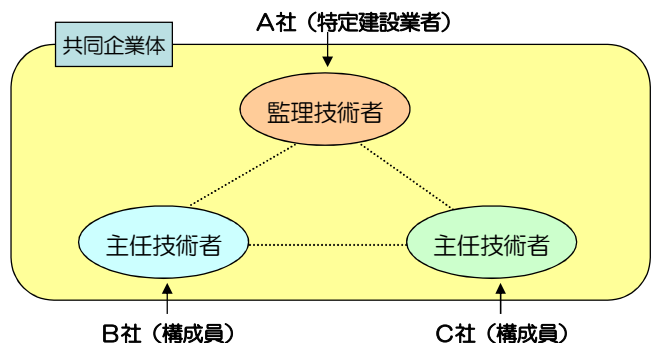 A社（特定建設業者）
共同企業体
監理技術者
主任技術者
主任技術者
B社（構成員）
C社（構成員）